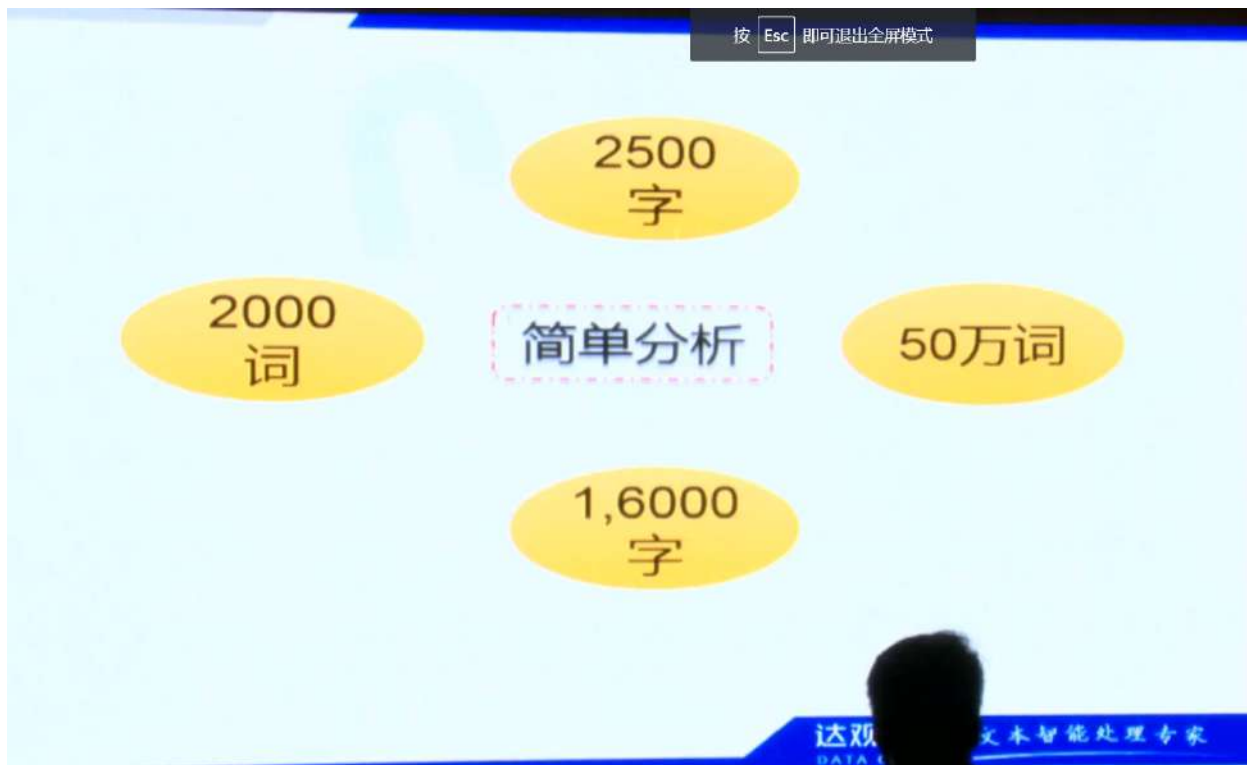 按 Esc 即可退出全屏模式
2500
字
2000
词
简单分析
50万词
1,6000
字
达观
文本智能处理专家
DATA